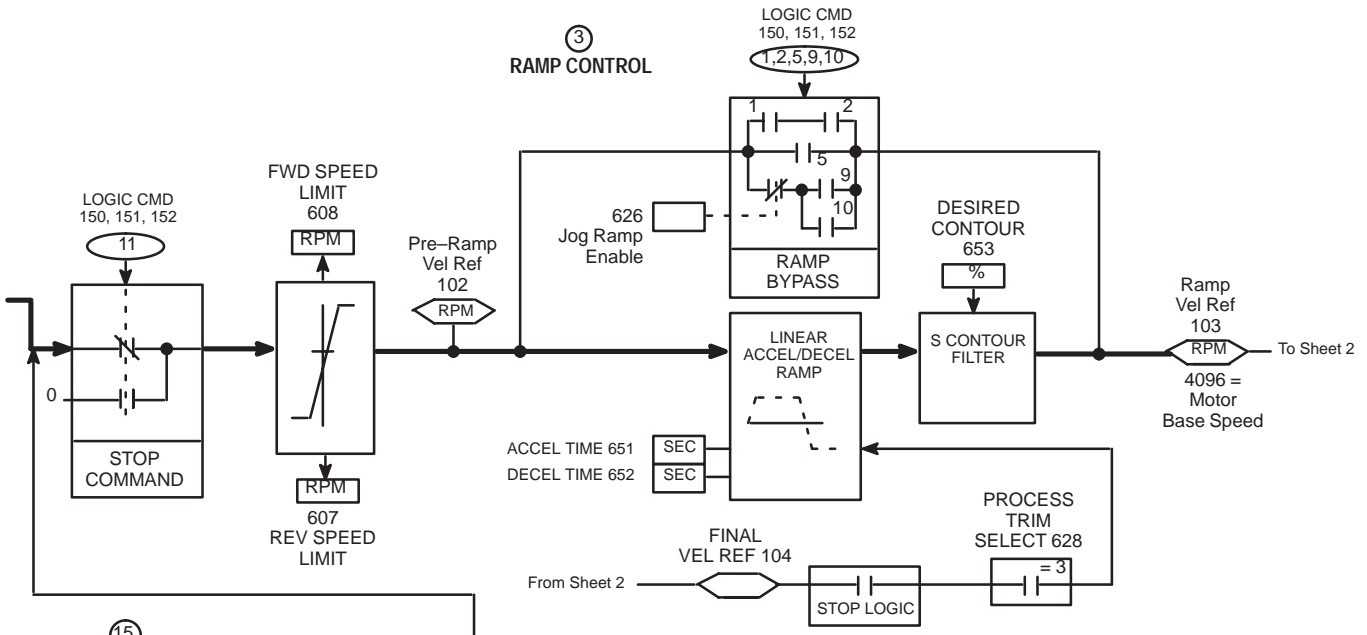 3
RAMP CONTROL
LOGIC CMD
150, 151, 152
1,2,5,9,10
1
2
5
9
10
RAMP
BYPASS
626
Jog Ramp
Enable
LOGIC CMD
150, 151, 152
11
0
STOP
COMMAND
FWD SPEED
LIMIT
608
RPM
RPM
607
REV SPEED
LIMIT
Pre–Ramp
Vel Ref
102
RPM
LINEAR
ACCEL/DECEL
RAMP
ACCEL TIME 651
SEC
DECEL TIME 652
SEC
DESIRED
CONTOUR
653
%
S CONTOUR
FILTER
Ramp
Vel Ref
103
RPM
To Sheet 2
4096 =
Motor
Base Speed
PROCESS
TRIM
SELECT 628
= 3
FINAL
VEL REF 104
From Sheet 2
STOP LOGIC
15